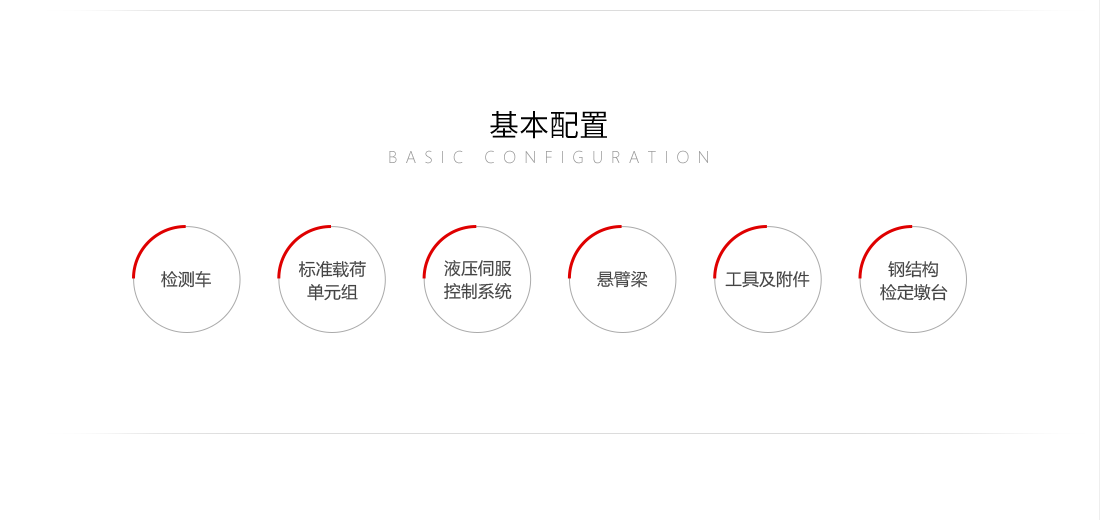 基本配置
BASIC CONFIGURATION
检测车
标准载荷
单元组
液压伺服
控制系统
悬臂梁
工具及附件
钢结构
检定墩台